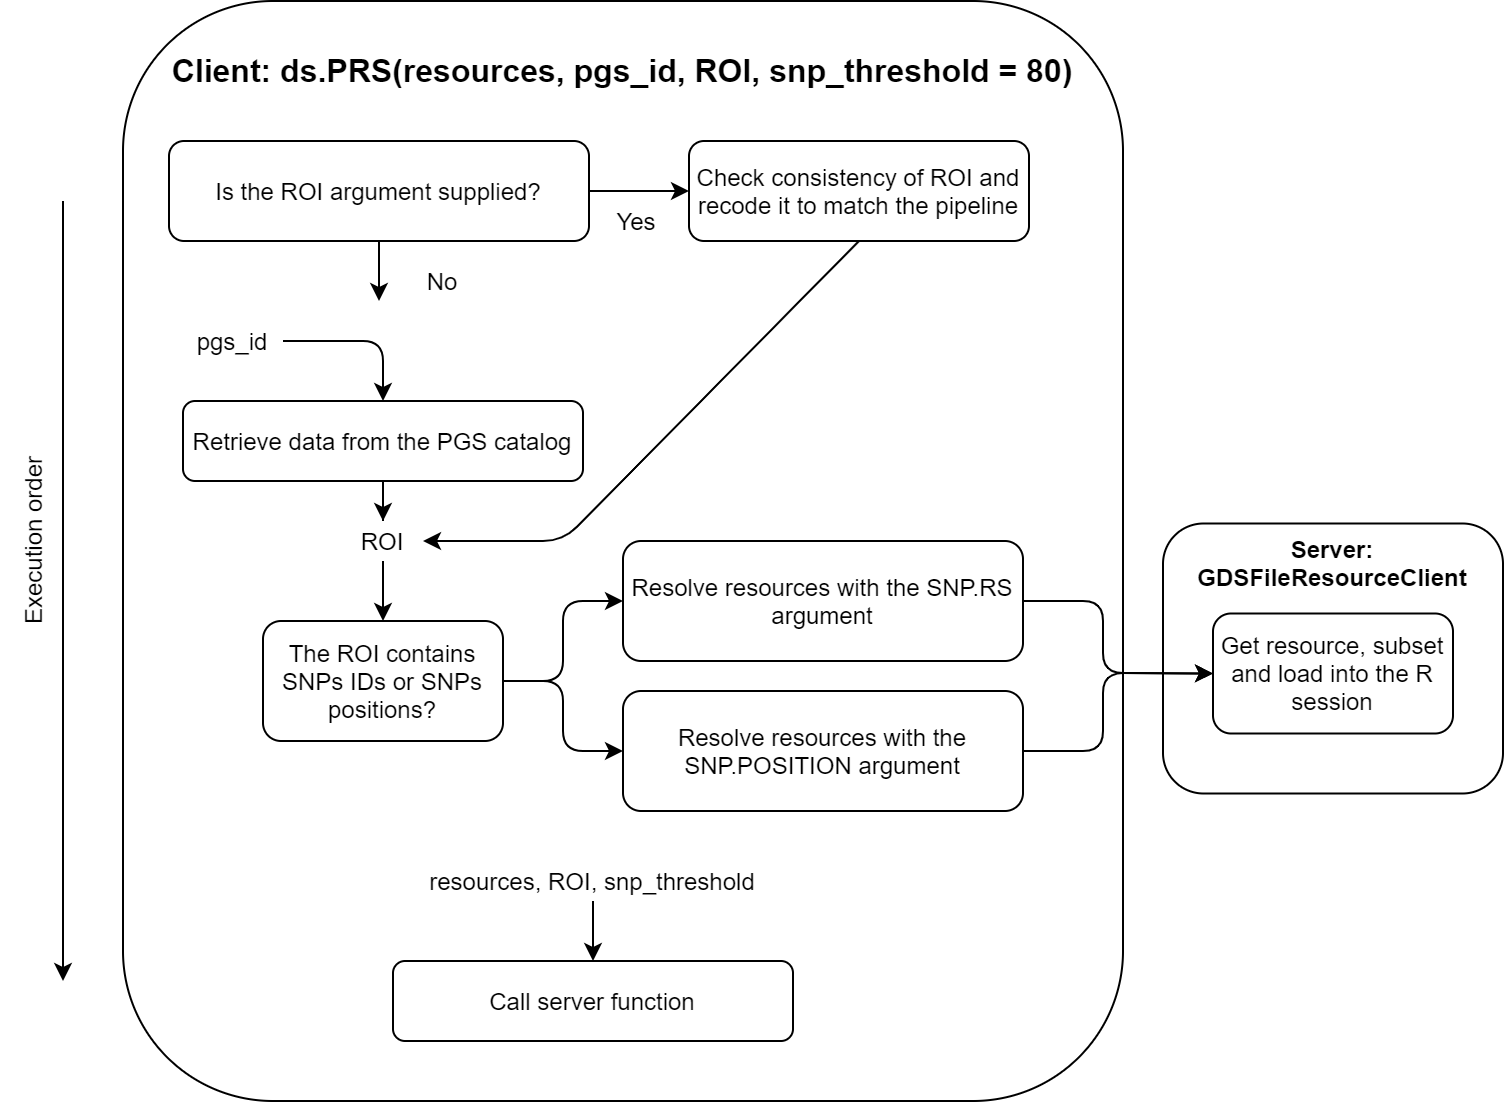 Client: ds.PRS(resources, pgs_id, ROI, snp_threshold = 80)
Is the ROI argument supplied?
Yes
Check consistency of ROI and
recode it to match the pipeline
No
pgs_id
Retrieve data from the PGS catalog
ROI
The ROI contains
SNPs IDs or SNPs
positions?
Resolve resources with the SNP.RS
argument
Resolve resources with the
SNP.POSITION argument
Server:
GDSFileResourceClient
Get resource, subset
and load into the R
session
resources, ROI, snp_threshold
Call server function
Execution order